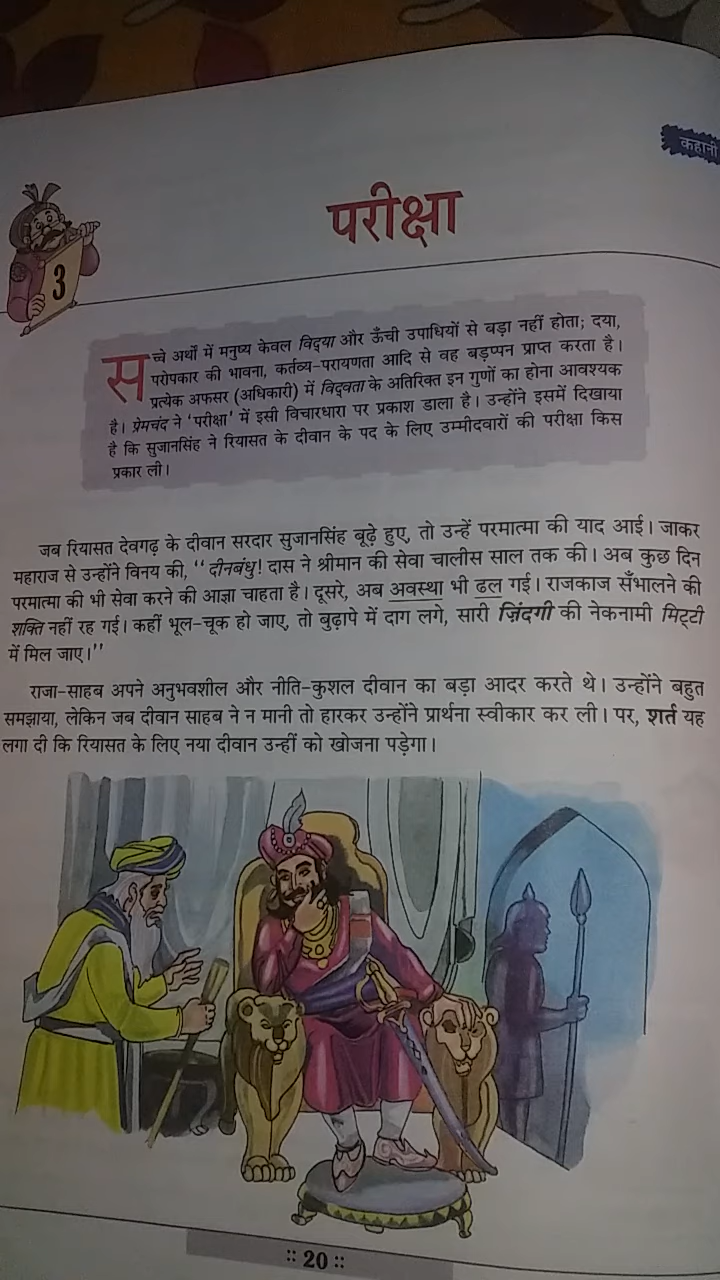 कहानी
परीक्षा
3
सच्चे अर्थों में मनुष्य केवल विद्या और ऊँची उपाधियों से बड़ा नहीं होता; दया,
परोपकार की भावना, कर्तव्य-परायणता आदि से वह बड़प्पन प्राप्त करता है।
प्रत्येक अफसर (अधिकारी) में विद्वता के अतिरिक्त इन गुणों का होना आवश्यक
है। प्रेमचंद ने 'परीक्षा' में इसी विचारधारा पर प्रकाश डाला है। उन्होंने इसमें दिखाया
है कि सुजानसिंह ने रियासत के दीवान के पद के लिए उम्मीदवारों की परीक्षा किस
प्रकार ली।
जब रियासत देवगढ़ के दीवान सरदार सुजानसिंह बूढ़े हुए, तो उन्हें परमात्मा की याद आई। जाकर
महाराज से उन्होंने विनय की, "दीनबंधु! दास ने श्रीमान की सेवा चालीस साल तक की। अब कुछ दिन
परमात्मा की भी सेवा करने की आज्ञा चाहता है। दूसरे, अब अवस्था भी ढल गई। राजकाज सँभालने की
शक्ति नहीं रह गई। कहीं भूल-चूक हो जाए, तो बुढ़ापे में दाग लगे, सारी ज़िंदगी की नेकनामी मिट्टी
में मिल जाए।"
राजा-साहब अपने अनुभवशील और नीति-कुशल दीवान का बड़ा आदर करते थे। उन्होंने बहुत
समझाया, लेकिन जब दीवान साहब ने न मानी तो हारकर उन्होंने प्रार्थना स्वीकार कर ली। पर, शर्त यह
लगा दी कि रियासत के लिए नया दीवान उन्हीं को खोजना पड़ेगा।
:: 20 ::